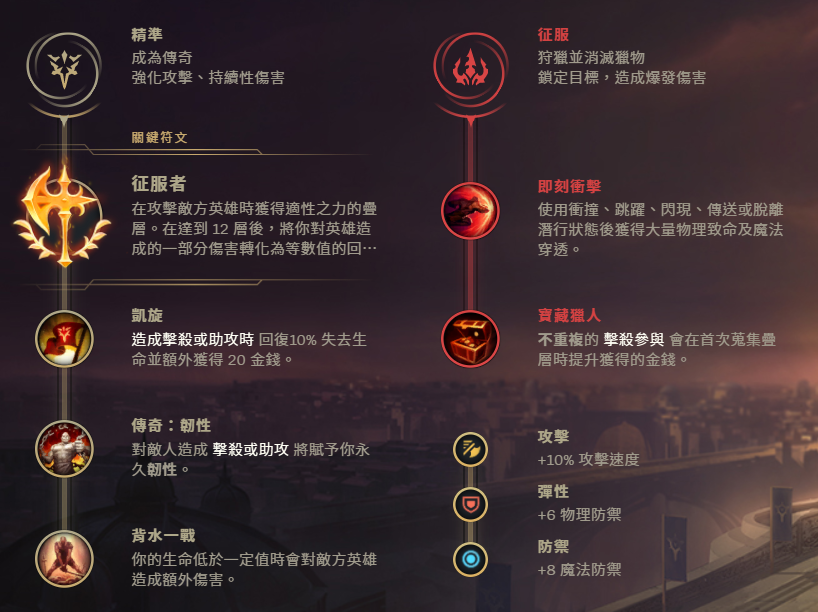 精準
成為傳奇
強化攻擊、持續性傷害
關鍵符文
征服者
在攻擊敵方英雄時獲得適性之力的疊
層。在達到 12 層後，將你對英雄造
成的一部分傷害轉化為等數值的回…
凱旋
造成擊殺或助攻時 回復10% 失去生
命並額外獲得 20 金錢。
傳奇：韌性
對敵人造成 擊殺或助攻 將賦予你永
久韌性。
背水一戰
你的生命低於一定值時會對敵方英雄
造成額外傷害。
征服
狩獵並消滅獵物
鎖定目標，造成爆發傷害
即刻衝擊
使用衝撞、跳躍、閃現、傳送或脫離
潛行狀態後獲得大量物理致命及魔法
穿透。
寶藏獵人
不重複的 擊殺參與 會在首次蒐集疊
層時提升獲得的金錢。
攻擊
+10% 攻擊速度
彈性
+6 物理防禦
防禦
+8 魔法防禦